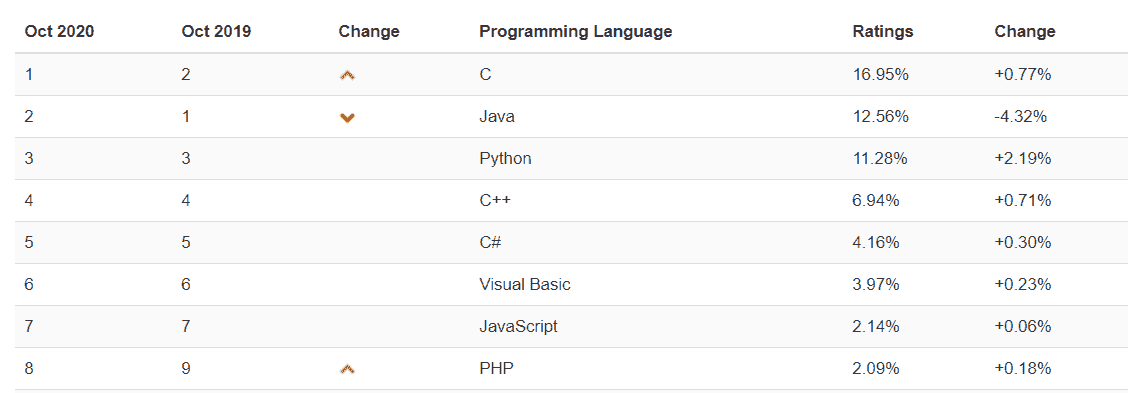 Oct 2020 Oct 2019 Change Programming Language Ratings Change
1 2 C 16.95% +0.77%
2 1 Java 12.56% -4.32%
3 3 Python 11.28% +2.19%
4 4 C++ 6.94% +0.71%
5 5 C# 4.16% +0.30%
6 6 Visual Basic 3.97% +0.23%
7 7 JavaScript 2.14% +0.06%
8 9 PHP 2.09% +0.18%